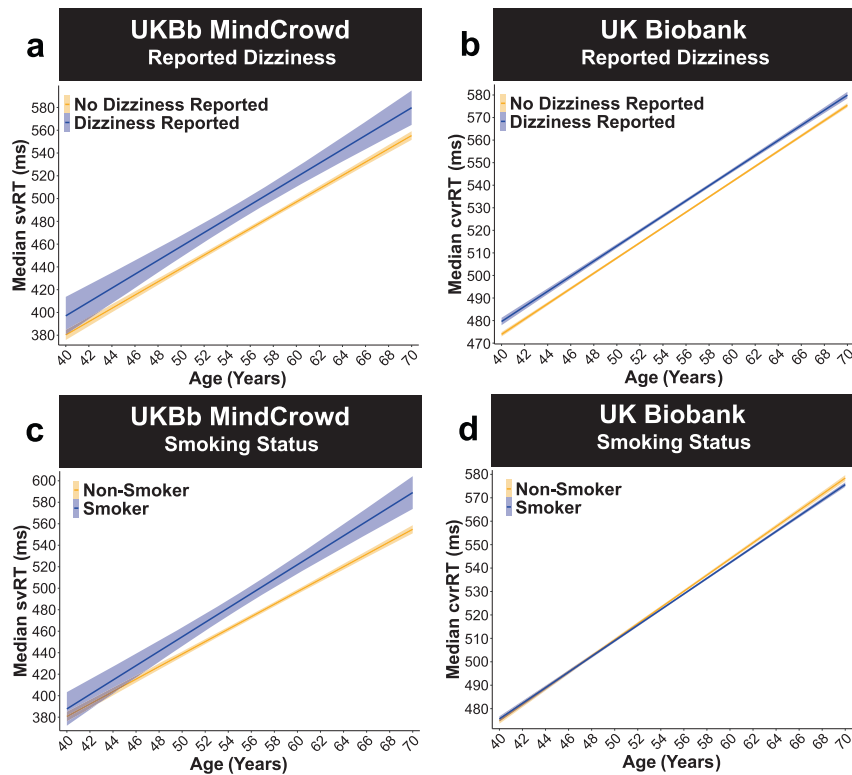 a
UKBb MindCrowd
Reported Dizziness
No Dizziness Reported
Dizziness Reported
Median svRT (ms)
580
560
540
520
500
480
460
440
420
400
380
40 42 44 46 48 50 52 54 56 58 60 62 64 66 68 70
Age (Years)
b
UK Biobank
Reported Dizziness
No Dizziness Reported
Dizziness Reported
Median cvrRT (ms)
580
570
560
550
540
530
520
510
500
490
480
470
40 42 44 46 48 50 52 54 56 58 60 62 64 66 68 70
Age (Years)
c
UKBb MindCrowd
Smoking Status
Non-Smoker
Smoker
Median svRT (ms)
600
580
560
540
520
500
480
460
440
420
400
380
40 42 44 46 48 50 52 54 56 58 60 62 64 66 68 70
Age (Years)
d
UK Biobank
Smoking Status
Non-Smoker
Smoker
Median cvrRT (ms)
580
570
560
550
540
530
520
510
500
490
480
40 42 44 46 48 50 52 54 56 58 60 62 64 66 68 70
Age (Years)